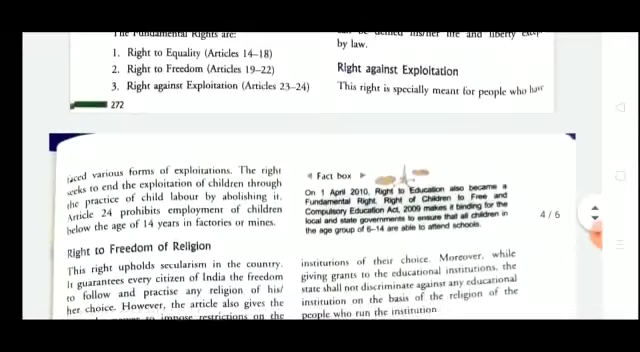 The Fundamental Rights are:
1. Right to Equality (Articles 14–18)
2. Right to Freedom (Articles 19–22)
3. Right against Exploitation (Articles 23–24)
272
his/her life and liberty
by law.
Right against Exploitation
This right is specially meant for people who have
faced various forms of exploitations. The right
seeks to end the exploitation of children through
the practice of child labour by abolishing it.
Article 24 prohibits employment of children
below the age of 14 years in factories or mines.
Right to Freedom of Religion
This right upholds secularism in the country.
It guarantees every citizen of India the freedom
to follow and practise any religion of his/
her choice. However, the article also gives the
to impose restrictions on the
Fact box
On 1 April 2010, Right to Education also became a
Fundamental Right. Right of Children to Free and
Compulsory Education Act, 2009 makes it binding for the
local and state governments to ensure that all children in
the age group of 6–14 are able to attend schools.
institutions of their choice. Moreover, while
giving grants to the educational institutions, the
state shall not discriminate against any educational
institution on the basis of the religion of the
people who run the institution.
4 / 6